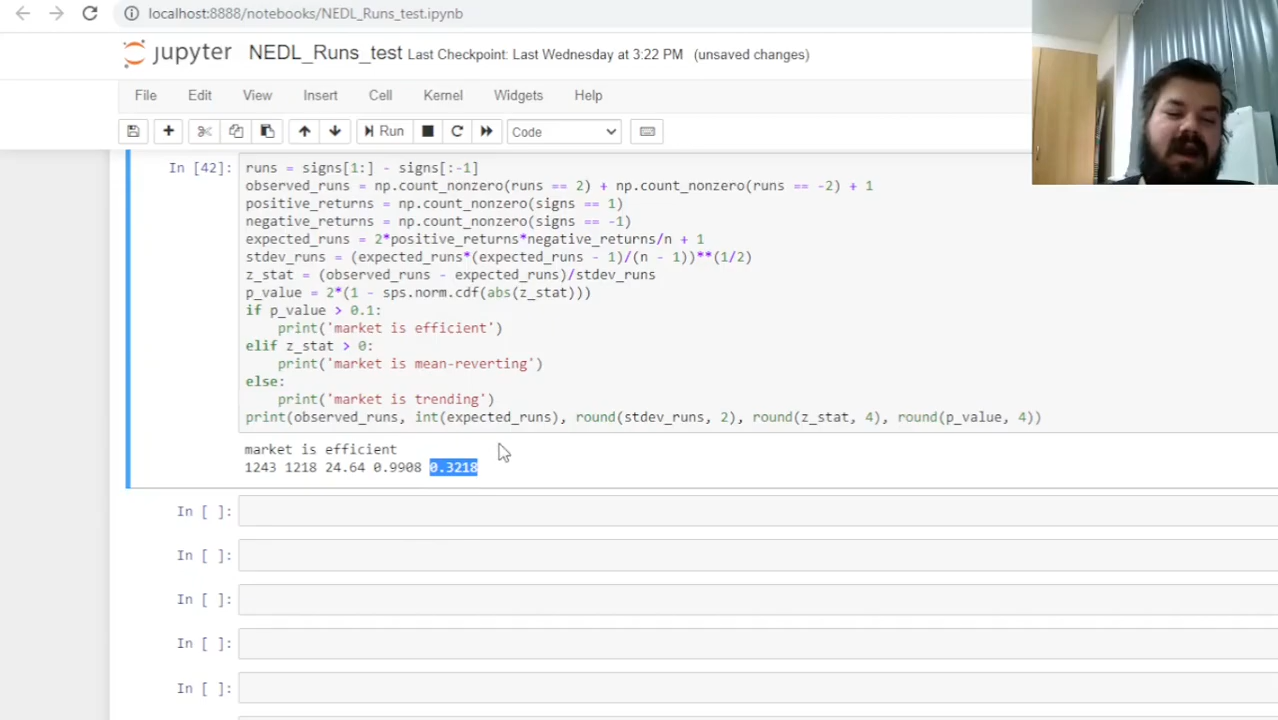 localhost:8888/notebooks/NEDL_Runs_test.ipynb
jupyter NEDL_Runs_test Last Checkpoint: Last Wednesday at 3:22 PM (unsaved changes)
File Edit View Insert Cell Kernel Widgets Help
Run Code
In [42]: runs = signs[1:] - signs[:-1]
observed_runs = np.count_nonzero(runs == 2) + np.count_nonzero(runs == -2) + 1
positive_returns = np.count_nonzero(signs == 1)
negative_returns = np.count_nonzero(signs == -1)
expected_runs = 2*positive_returns*negative_returns/n + 1
stdev_runs = (expected_runs*(expected_runs - 1)/(n - 1))**(1/2)
z_stat = (observed_runs - expected_runs)/stdev_runs
p_value = 2*(1 - sps.norm.cdf(abs(z_stat)))
if p_value > 0.1:
print('market is efficient')
elif z_stat > 0:
print('market is mean-reverting')
else:
print('market is trending')
print(observed_runs, int(expected_runs), round(stdev_runs, 2), round(z_stat, 4), round(p_value, 4))
market is efficient
1243 1218 24.64 0.9908 0.3218
In [ ]:
In [ ]:
In [ ]:
In [ ]:
In [ ]: